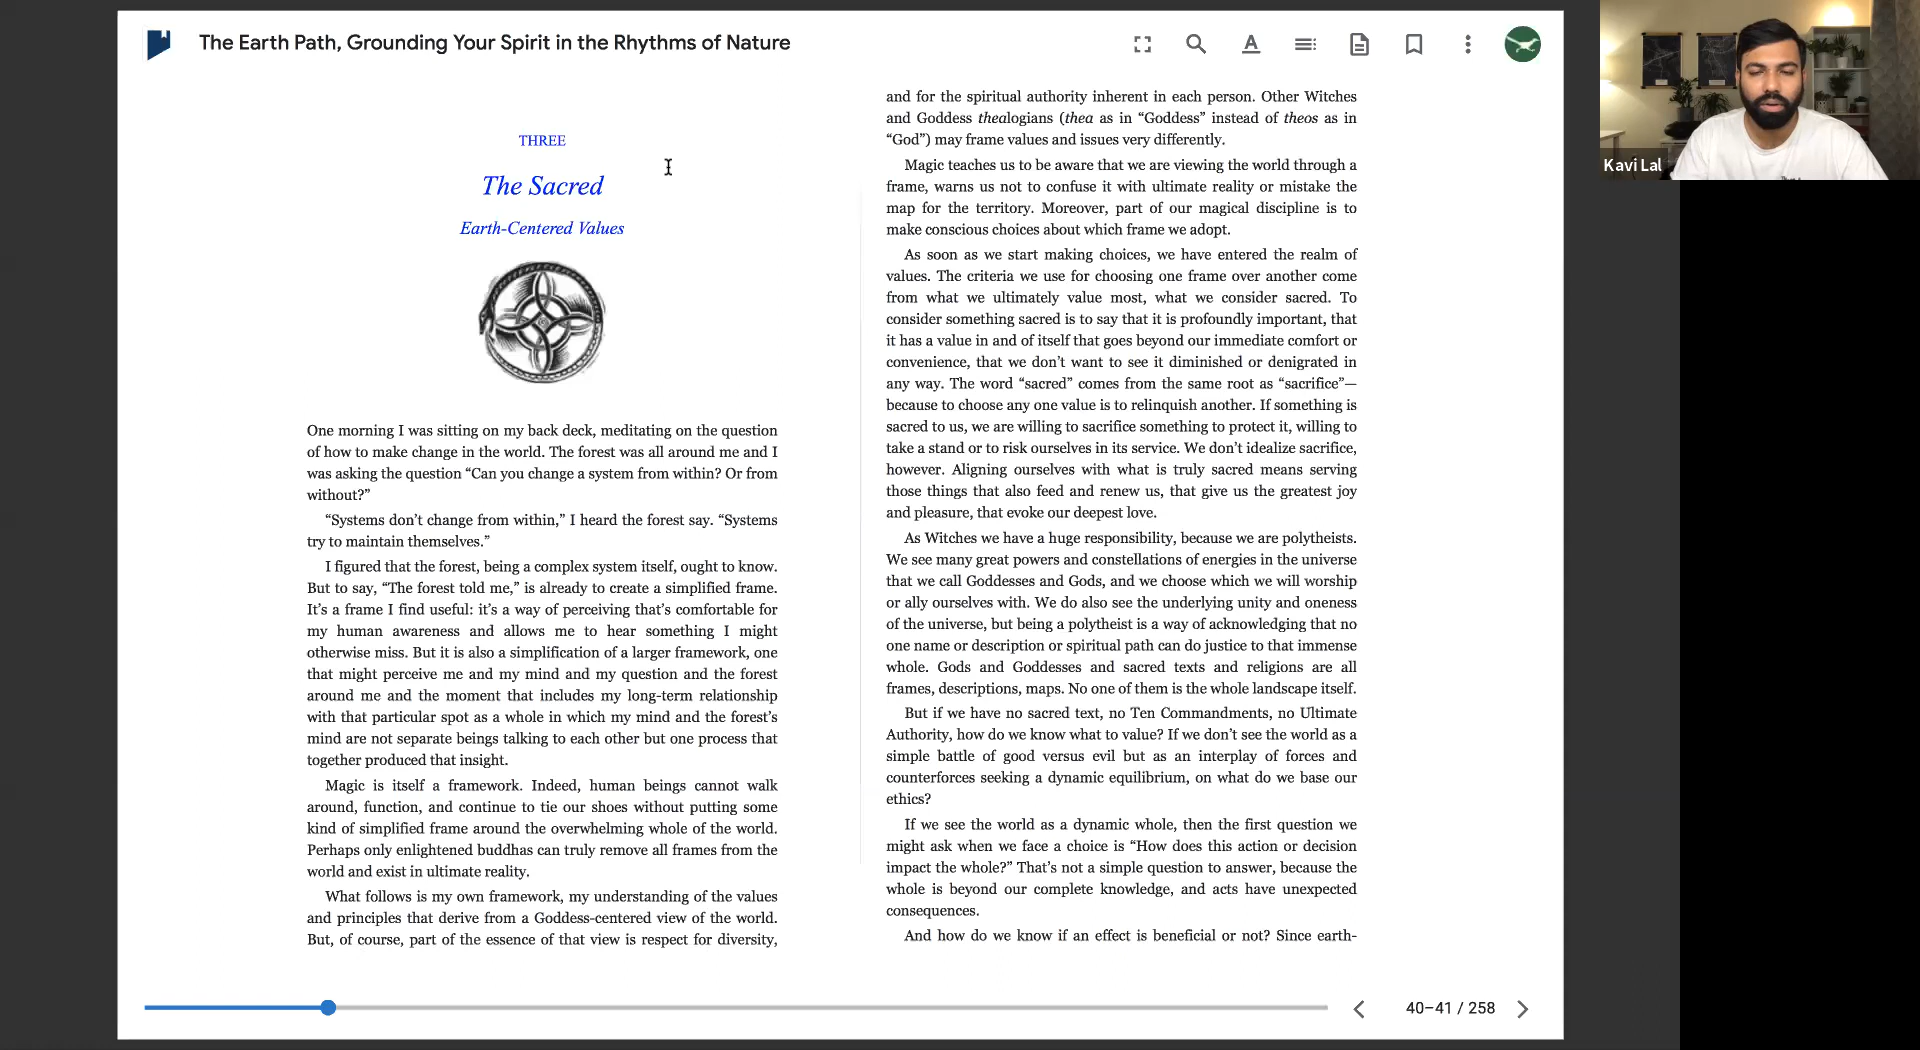 The Earth Path, Grounding Your Spirit in the Rhythms of Nature
THREE
The Sacred
Earth-Centered Values
One morning I was sitting on my back deck, meditating on the question
of how to make change in the world. The forest was all around me and I
was asking the question “Can you change a system from within? Or from
without?”
“Systems don’t change from within,” I heard the forest say. “Systems
try to maintain themselves.”
I figured that the forest, being a complex system itself, ought to know.
But to say, “The forest told me,” is already to create a simplified frame.
It’s a frame I find useful: it’s a way of perceiving that’s comfortable for
my human awareness and allows me to hear something I might
otherwise miss. But it is also a simplification of a larger framework, one
that might perceive me and my mind and my question and the forest
around me and the moment that includes my long-term relationship
with that particular spot as a whole in which my mind and the forest’s
mind are not separate beings talking to each other but one process that
together produced that insight.
Magic is itself a framework. Indeed, human beings cannot walk
around, function, and continue to tie our shoes without putting some
kind of simplified frame around the overwhelming whole of the world.
Perhaps only enlightened buddhas can truly remove all frames from the
world and exist in ultimate reality.
What follows is my own framework, my understanding of the values
and principles that derive from a Goddess-centered view of the world.
But, of course, part of the essence of that view is respect for diversity,
and for the spiritual authority inherent in each person. Other Witches
and Goddess thealogians (thea as in “Goddess” instead of theos as in
“God”) may frame values and issues very differently.
Magic teaches us to be aware that we are viewing the world through a
frame, warns us not to confuse it with ultimate reality or mistake the
map for the territory. Moreover, part of our magical discipline is to
make conscious choices about which frame we adopt.
As soon as we start making choices, we have entered the realm of
values. The criteria we use for choosing one frame over another come
from what we ultimately value most, what we consider sacred. To
consider something sacred is to say that it is profoundly important, that
it has a value in and of itself that goes beyond our immediate comfort or
convenience, that we don’t want to see it diminished or denigrated in
any way. The word “sacred” comes from the same root as “sacrifice”—
because to choose any one value is to relinquish another. If something is
sacred to us, we are willing to sacrifice something to protect it, willing to
take a stand or to risk ourselves in its service. We don’t idealize sacrifice,
however. Aligning ourselves with what is truly sacred means serving
those things that also feed and renew us, that give us the greatest joy
and pleasure, that evoke our deepest love.
As Witches we have a huge responsibility, because we are polytheists.
We see many great powers and constellations of energies in the universe
that we call Goddesses and Gods, and we choose which we will worship
or ally ourselves with. We do also see the underlying unity and oneness
of the universe, but being a polytheist is a way of acknowledging that no
one name or description or spiritual path can do justice to that immense
whole. Gods and Goddesses and sacred texts and religions are all
frames, descriptions, maps. No one of them is the whole landscape itself.
But if we have no sacred text, no Ten Commandments, no Ultimate
Authority, how do we know what to value? If we don’t see the world as a
simple battle of good versus evil but as an interplay of forces and
counterforces seeking a dynamic equilibrium, on what do we base our
ethics?
If we see the world as a dynamic whole, then the first question we
might ask when we face a choice is “How does this action or decision
impact the whole?” That’s not a simple question to answer, because the
whole is beyond our complete knowledge, and acts have unexpected
consequences.
And how do we know if an effect is beneficial or not? Since earth-
40–41 / 258
Kavi Lal